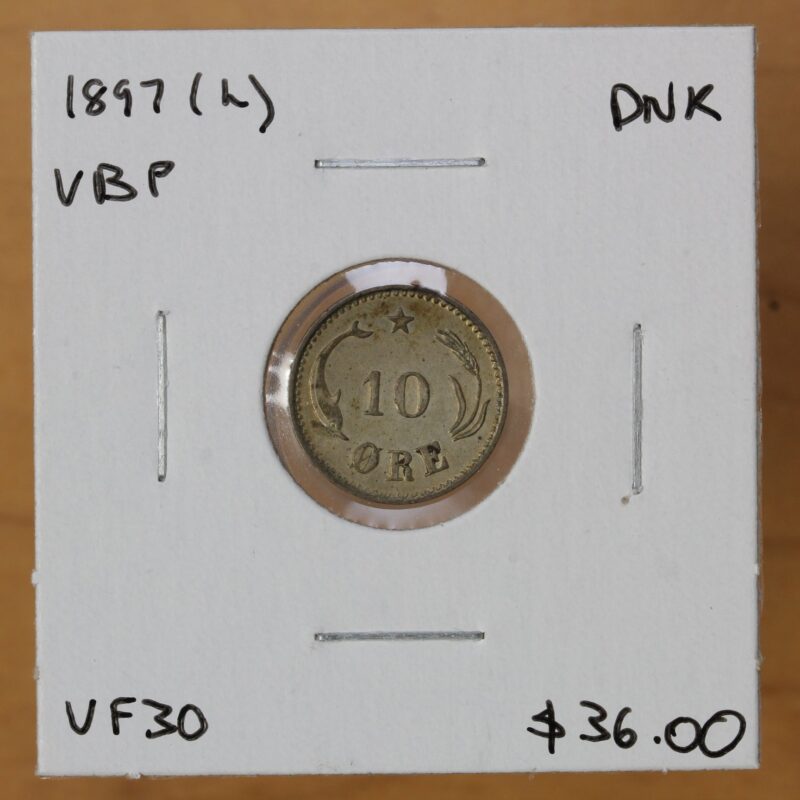 1897 (h)
DNK
VBP
10
ØRE
VF30
$36.00